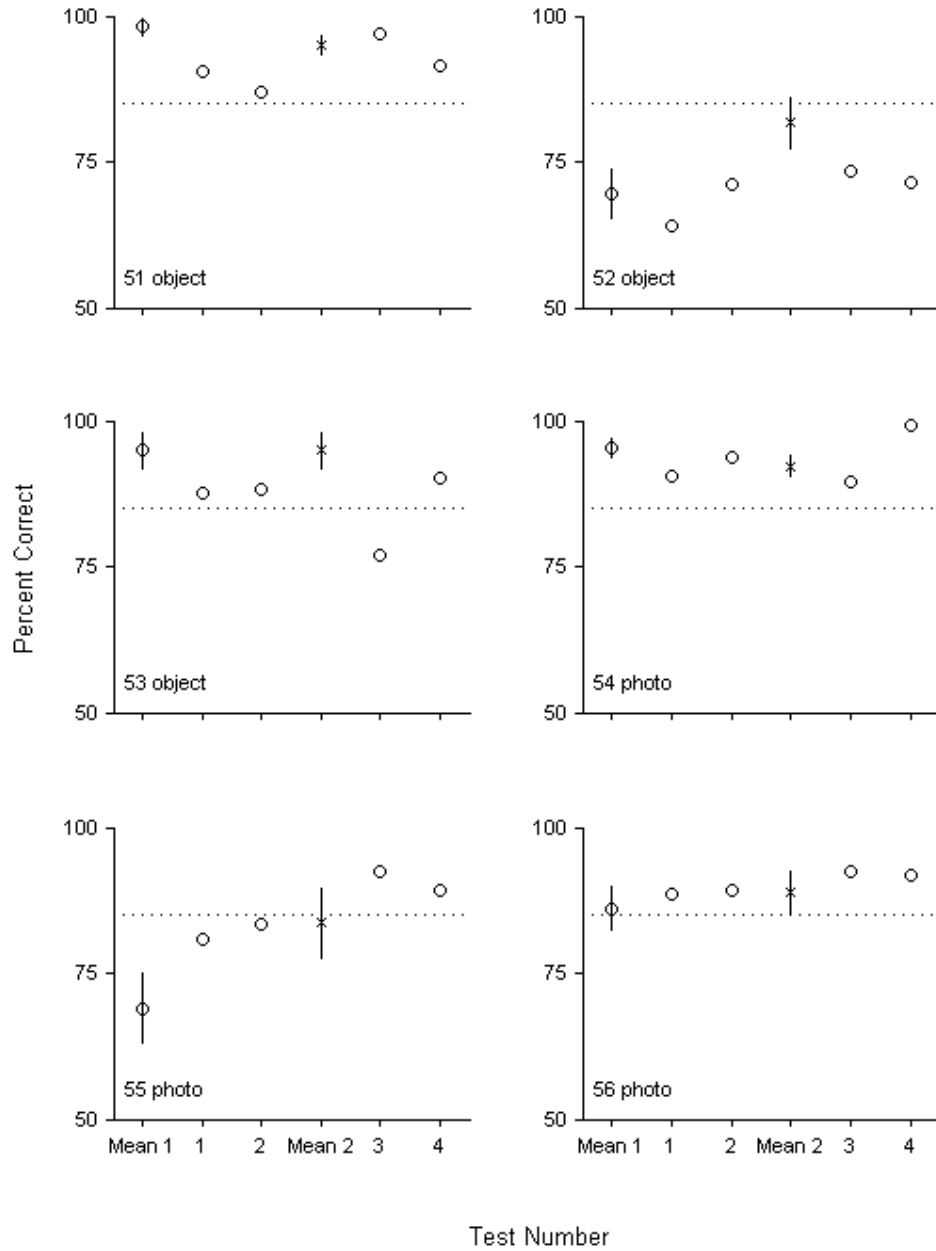 100
75
50
51 object
100
75
50
52 object
Percent Correct
100
75
50
53 object
100
75
50
54 photo
100
75
50
55 photo
Mean 1 1 2 Mean 2 3 4
100
75
50
56 photo
Mean 1 1 2 Mean 2 3 4
Test Number